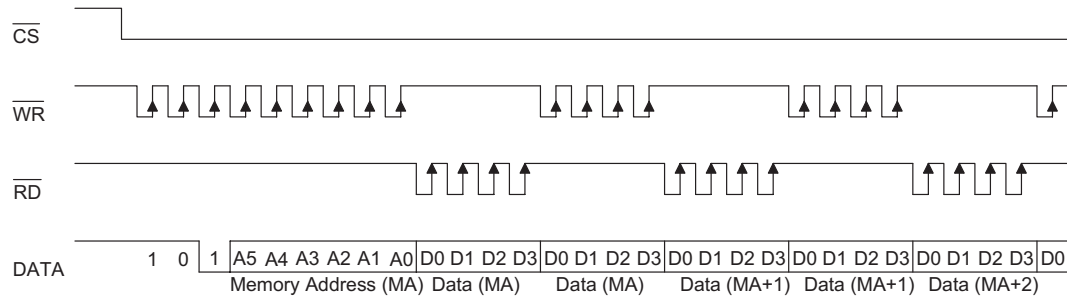 CS
WR
RD
DATA 1 0 1 A5 A4 A3 A2 A1 A0 D0 D1 D2 D3 D0 D1 D2 D3 D0 D1 D2 D3 D0 D1 D2 D3 D0 D1 D2 D3 D0
Memory Address (MA) Data (MA) Data (MA) Data (MA+1) Data (MA+1) Data (MA+2)